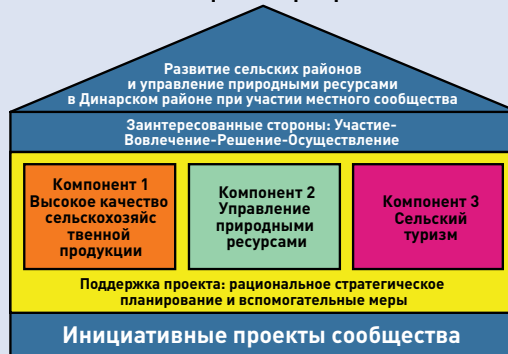 Развитие сельских районов
и управление природными ресурсами
в Динарском районе при участии местного сообщества
Заинтересованные стороны: Участие-
Вовлечение-Решение-Осуществление
Компонент 1
Высокое качество
сельскохозяйс
твенной
продукции
Компонент 2
Управление
природными
ресурсами
Компонент 3
Сельский
туризм
Поддержка проекта: рациональное стратегическое
планирование и вспомогательные меры
Инициативные проекты сообщества